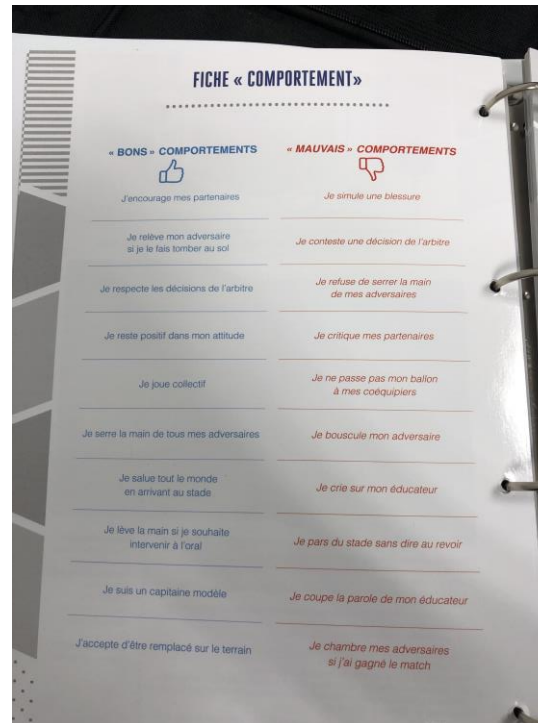 FICHE « COMPORTEMENT»
« BONS » COMPORTEMENTS
J'encourage mes partenaires
Je relève mon adversaire
si je le fais tomber au sol
Je respecte les décisions de l'arbitre
Je reste positif dans mon attitude
Je joue collectif
Je serre la main de tous mes adversaires
Je salue tout le monde
en arrivant au stade
Je lève la main si je souhaite
intervenir à l'oral
Je suis un capitaine modèle
J'accepte d'être remplacé sur le terrain
« MAUVAIS » COMPORTEMENTS
Je simule une blessure
Je conteste une décision de l'arbitre
Je refuse de serrer la main
de mes adversaires
Je critique mes partenaires
Je ne passe pas mon ballon
à mes coéquipiers
Je bouscule mon adversaire
Je crie sur mon éducateur
Je pars du stade sans dire au revoir
Je coupe la parole de mon éducateur
Je chambre mes adversaires
si j'ai gagné le match